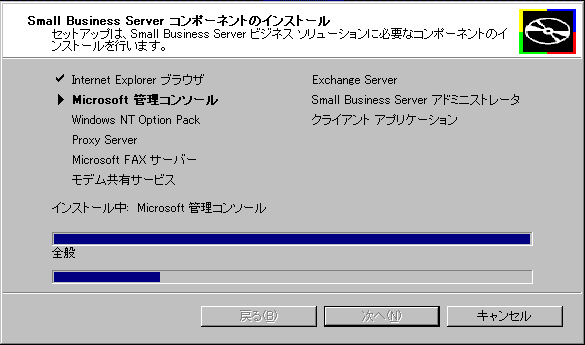 Small Business Server コンポーネントのインストール
セットアップは、Small Business Server ビジネス ソリューションに必要なコンポーネントのイ
ンストールを行います。
Internet Explorer ブラウザ
Microsoft 管理コンソール
Windows NT Option Pack
Proxy Server
Microsoft FAX サーバー
モデム共有サービス
Exchange Server
Small Business Server アドミニストレータ
クライアント アプリケーション
インストール中: Microsoft 管理コンソール
全般
戻る(B)
次へ(N)
キャンセル